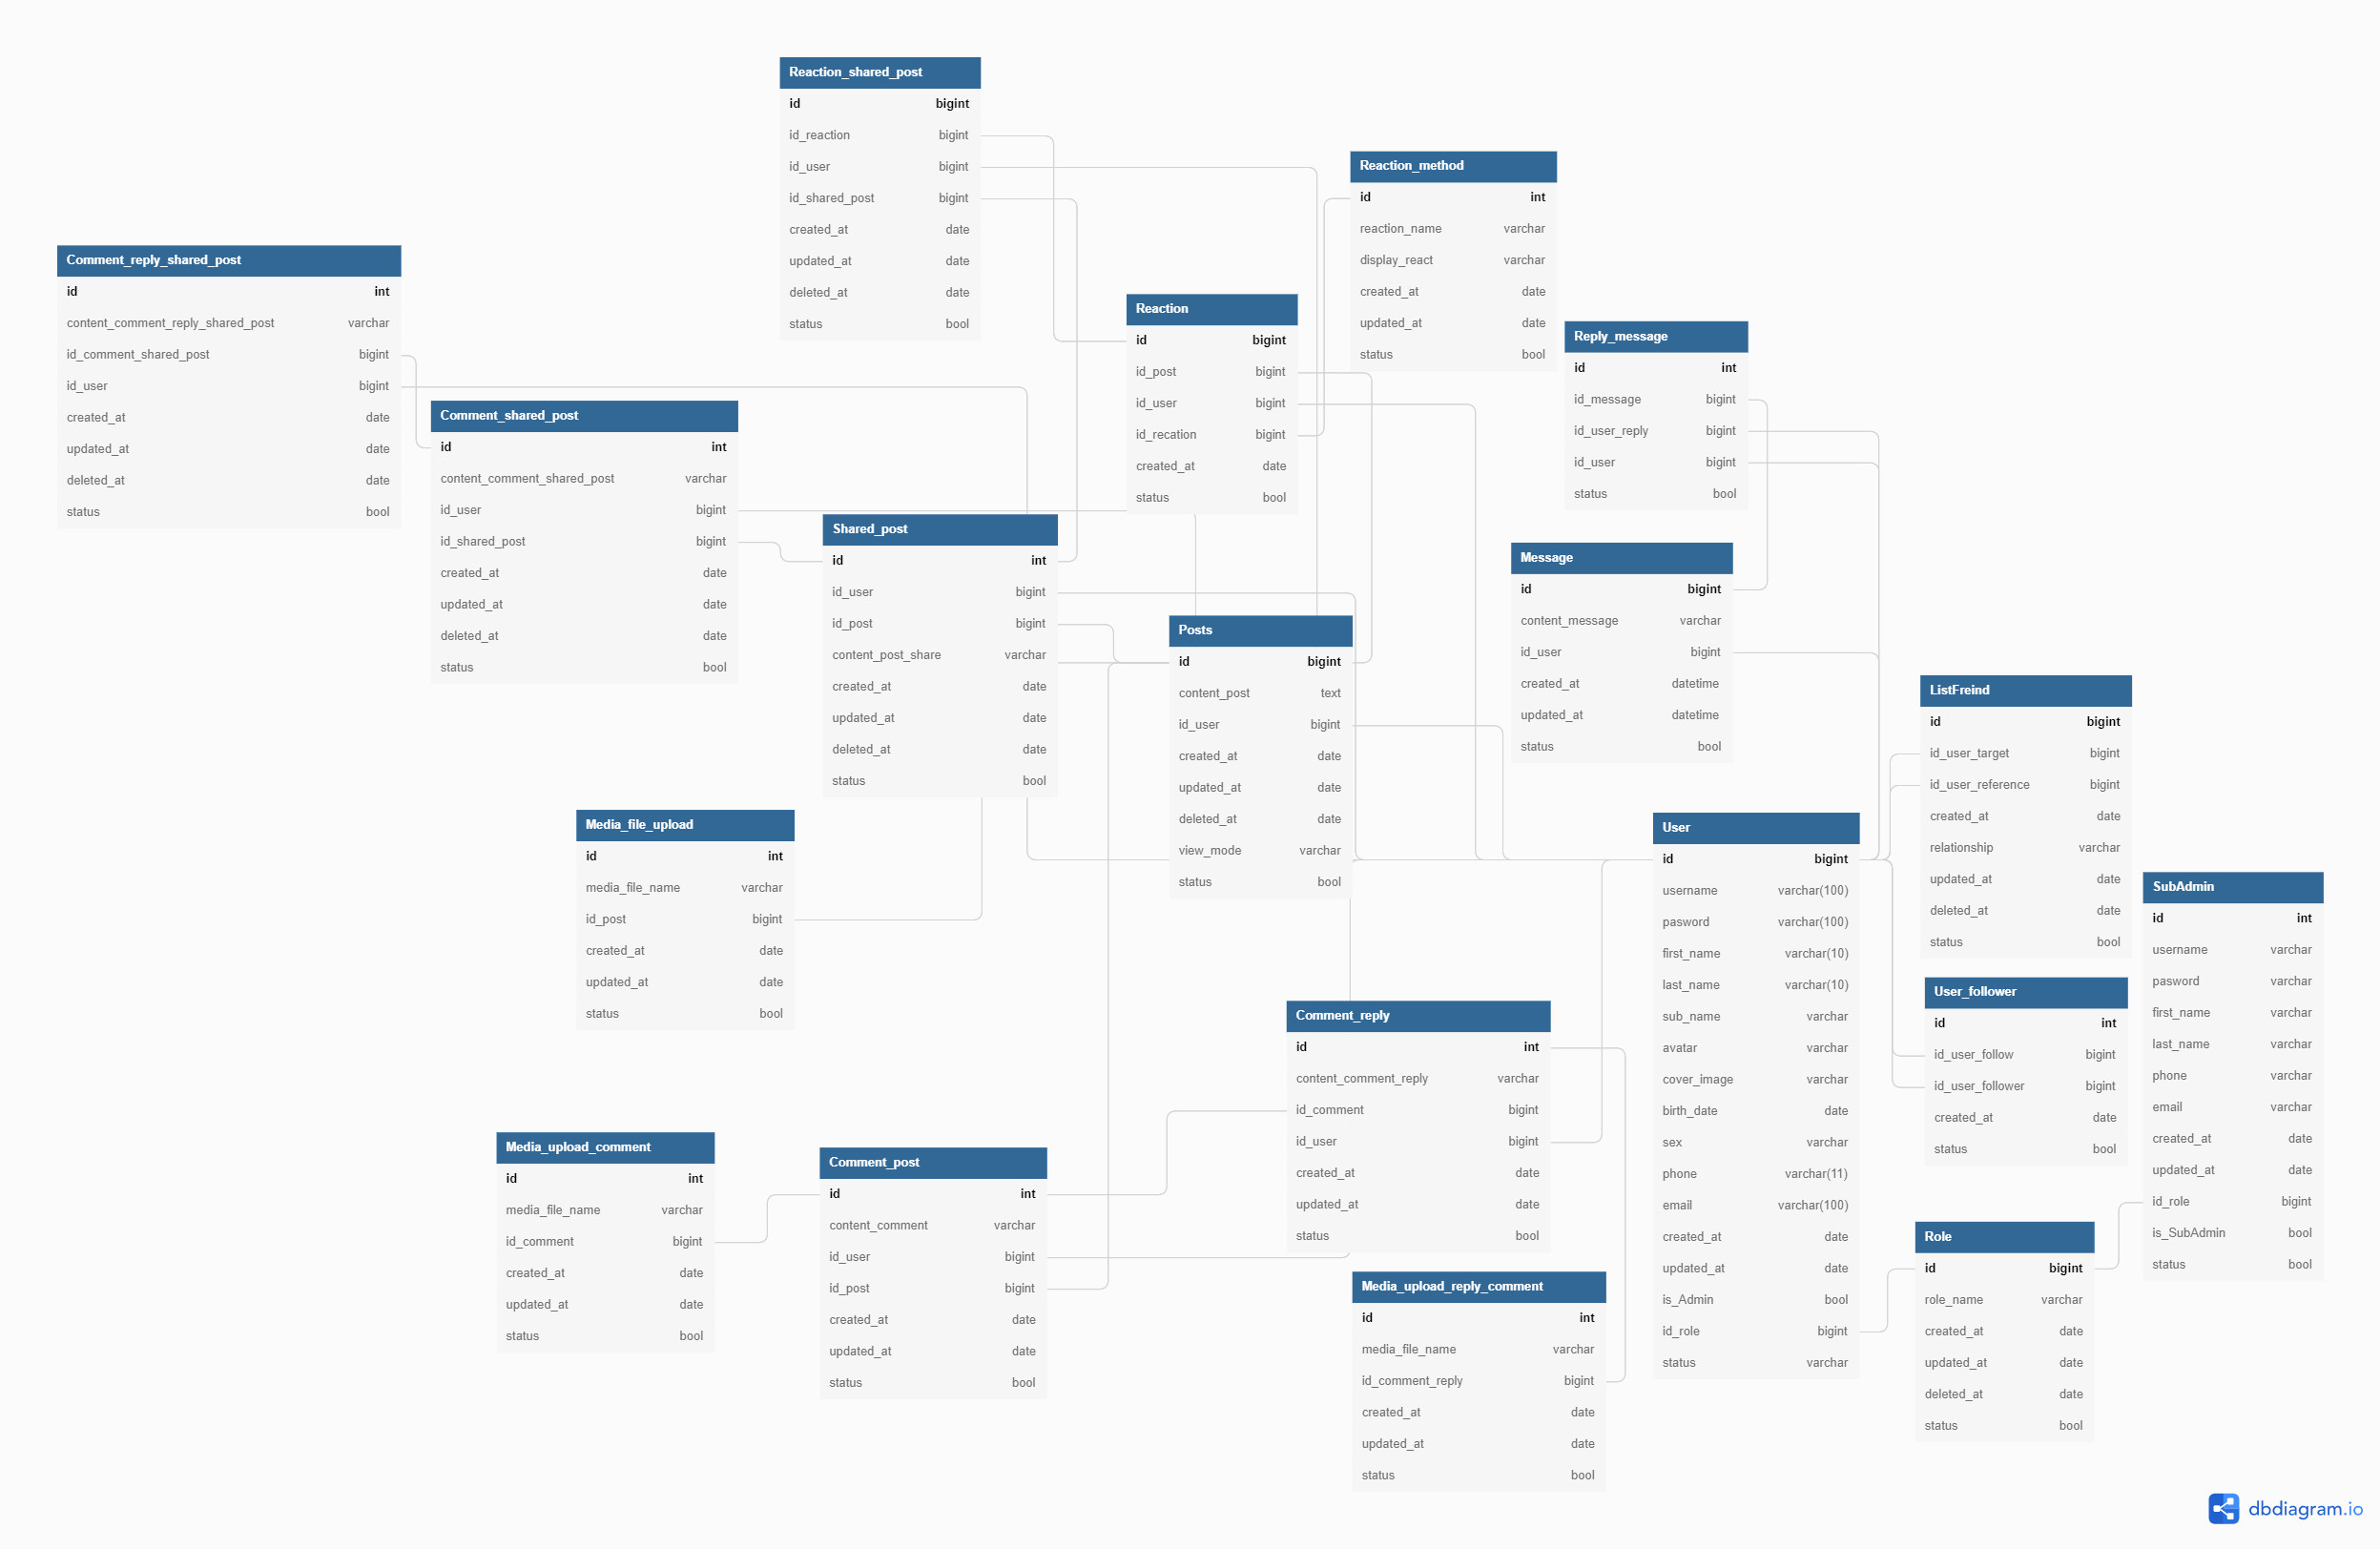 Reaction_shared_post
id bigint
id_reaction bigint
id_user bigint
id_shared_post bigint
created_at date
updated_at date
deleted_at date
status bool
Reaction_method
id int
reaction_name varchar
display_react varchar
created_at date
updated_at date
status bool
Comment_reply_shared_post
id int
content_comment_reply_shared_post varchar
id_comment_shared_post bigint
id_user bigint
created_at date
updated_at date
deleted_at date
status bool
Reaction
id bigint
id_post bigint
id_user bigint
id_recation bigint
created_at date
status bool
Reply_message
id int
id_message bigint
id_user_reply bigint
id_user bigint
status bool
Comment_shared_post
id int
content_comment_shared_post varchar
id_user bigint
id_shared_post bigint
created_at date
updated_at date
deleted_at date
status bool
Shared_post
id int
id_user bigint
id_post bigint
content_post_share varchar
created_at date
updated_at date
deleted_at date
status bool
Message
id bigint
content_message varchar
id_user bigint
created_at datetime
updated_at datetime
status bool
Posts
id bigint
content_post text
id_user bigint
created_at date
updated_at date
deleted_at date
view_mode varchar
status bool
ListFreind
id bigint
id_user_target bigint
id_user_reference bigint
created_at date
relationship varchar
updated_at date
deleted_at date
status bool
Media_file_upload
id int
media_file_name varchar
id_post bigint
created_at date
updated_at date
status bool
User
id bigint
username varchar(100)
pasword varchar(100)
first_name varchar(10)
last_name varchar(10)
sub_name varchar
avatar varchar
cover_image varchar
birth_date date
sex varchar
phone varchar(11)
email varchar(100)
created_at date
updated_at date
is_Admin bool
id_role bigint
status varchar
SubAdmin
id int
username varchar
pasword varchar
first_name varchar
last_name varchar
phone varchar
email varchar
created_at date
updated_at date
id_role bigint
is_SubAdmin bool
status bool
User_follower
id int
id_user_follow bigint
id_user_follower bigint
created_at date
status bool
Comment_reply
id int
content_comment_reply varchar
id_comment bigint
id_user bigint
created_at date
updated_at date
status bool
Media_upload_comment
id int
media_file_name varchar
id_comment bigint
created_at date
updated_at date
status bool
Comment_post
id int
content_comment varchar
id_user bigint
id_post bigint
created_at date
updated_at date
status bool
Role
id bigint
role_name varchar
created_at date
updated_at date
deleted_at date
status bool
Media_upload_reply_comment
id int
media_file_name varchar
id_comment_reply bigint
created_at date
updated_at date
status bool
dbdiagram.io